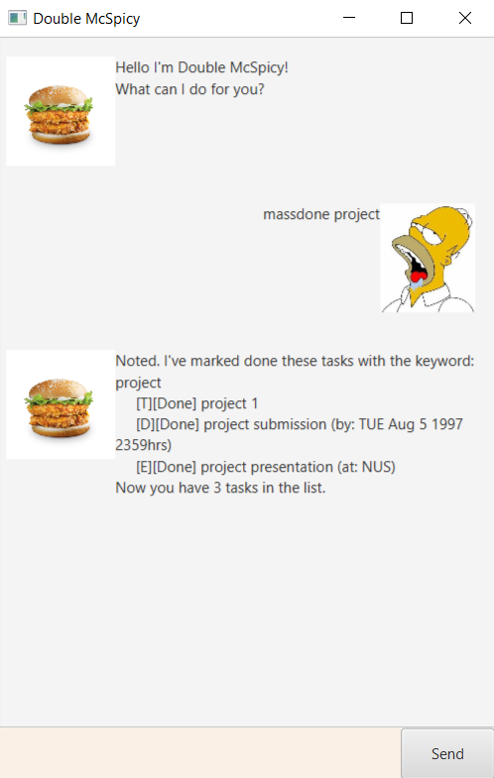 Double McSpicy
Hello I'm Double McSpicy!
What can I do for you?
massdone project
Noted. I've marked done these tasks with the keyword:
project
[T][Done] project 1
[D][Done] project submission (by: TUE Aug 5 1997
2359hrs)
[E][Done] project presentation (at: NUS)
Now you have 3 tasks in the list.
Send